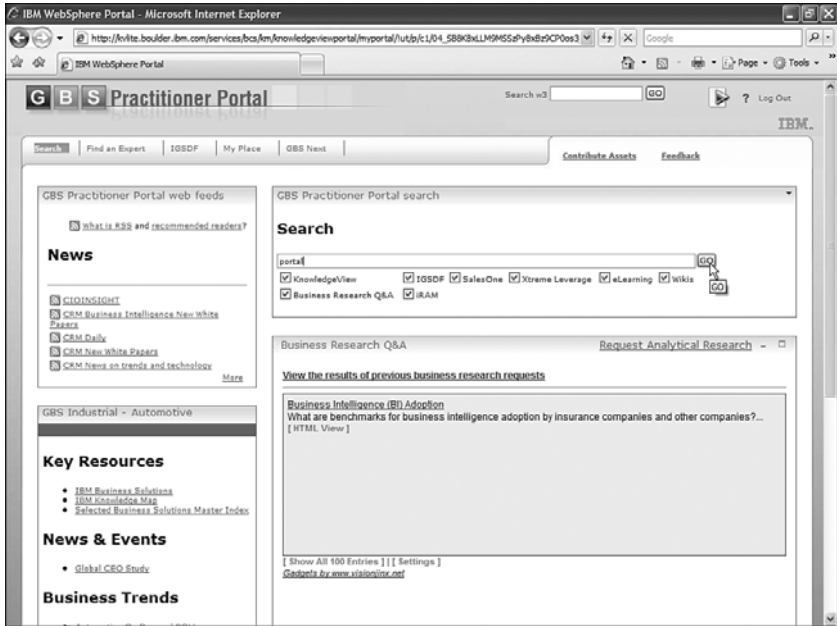 IBM WebSphere Portal - Microsoft Internet Explorer
http://kvlite.boulder.ibm.com/services/bcs/km/knowledgeviewportal/myportal/!ut/p/c1/
Google
IBM WebSphere Portal
Page
Tools
GBS Practitioner Portal
Search w3
GO
? Log Out
IBM.
Search
Find an Expert
IGSDF
My Place
GBS Next
Contribute Assets
Feedback
GBS Practitioner Portal web feeds
What is RSS and recommended readers?
News
CIOINSIGHT
CRM Business Intelligence New White
Papers
CRM Daily
CRM New White Papers
CRM News on trends and technology
More
GBS Industrial - Automotive
Key Resources
IBM Business Solutions
IBM Knowledge Map
Selected Business Solutions Master Index
News & Events
Global CEO Study
Business Trends
GBS Practitioner Portal search
Search
portal
GO
KnowledgeView IGSDF SalesOne Xtreme Leverage eLearning Wikis
GO
Business Research Q&A iRAM
Business Research Q&A
Request Analytical Research
View the results of previous business research requests
Business Intelligence (BI) Adoption
What are benchmarks for business intelligence adoption by insurance companies and other companies?...
[ HTML View ]
[ Show All 100 Entries ] | [ Settings ]
Gadgets by www.visionjinx.net